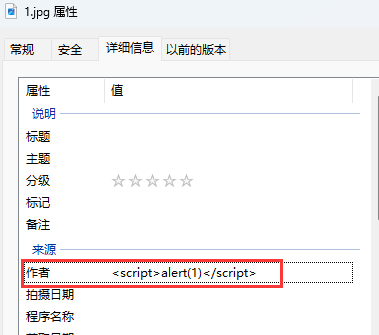 1.jpg 属性
常规 安全 详细信息 以前的版本
属性 值
说明
标题
主题
分级
标记
备注
来源
作者 <script>alert(1)</script>
拍摄日期
程序名称